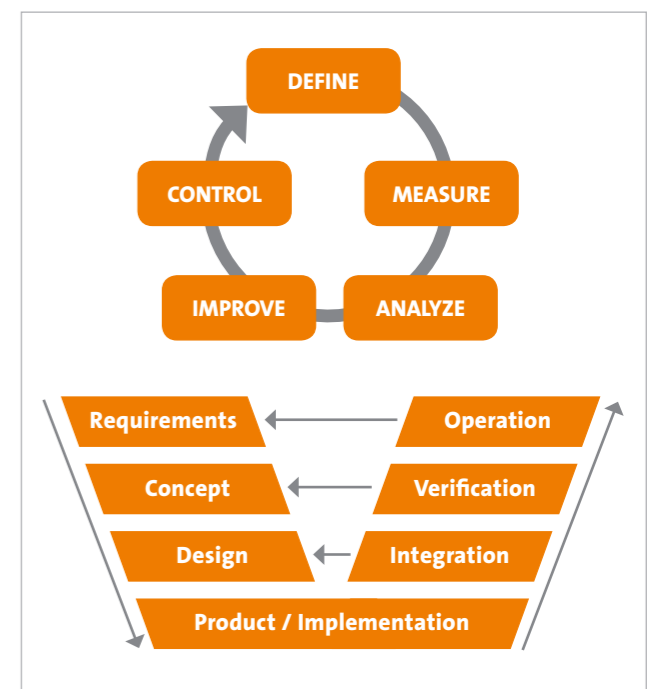 DEFINE
CONTROL
MEASURE
IMPROVE
ANALYZE
Requirements
Operation
Concept
Verification
Design
Integration
Product / Implementation